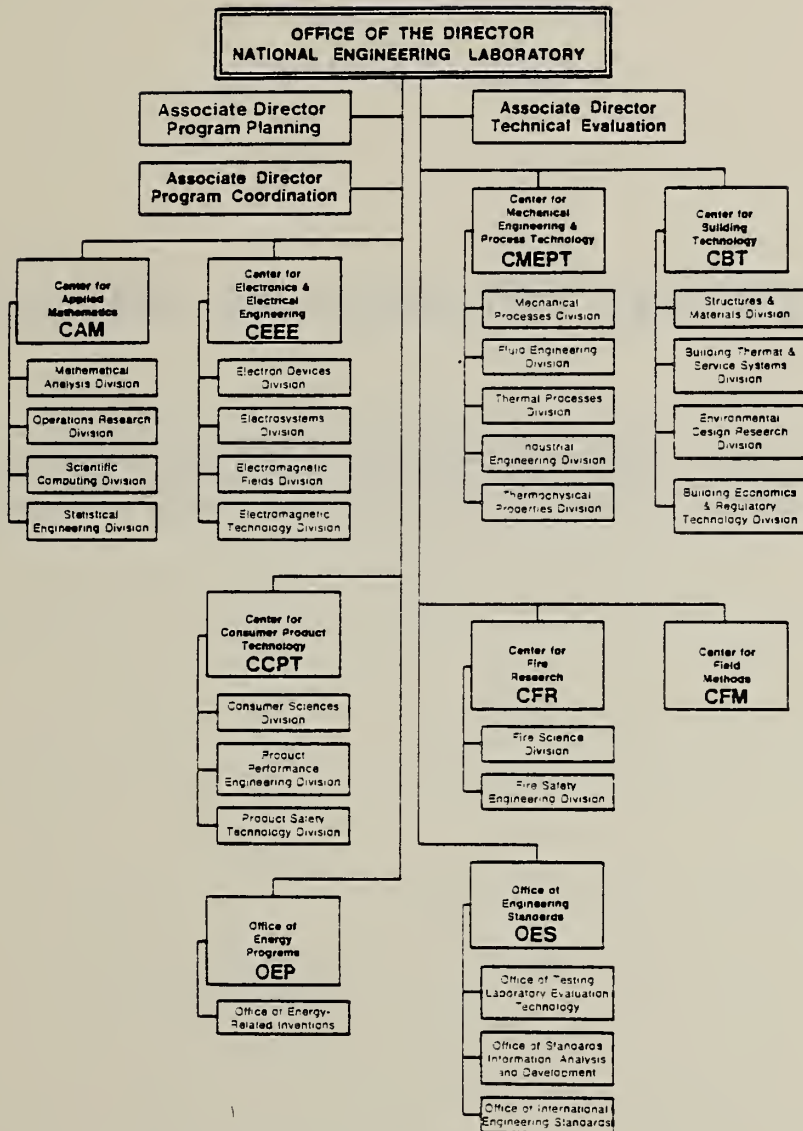 OFFICE OF THE DIRECTOR
NATIONAL ENGINEERING LABORATORY
Associate Director
Program Planning
Associate Director
Technical Evaluation
Associate Director
Program Coordination
Center for
Applied
Mathematics
CAM
Mathematical
Analysis Division
Operations Research
Division
Scientific
Computing Division
Statistical
Engineering Division
Center for
Electronics &
Electrical
Engineering
CEEE
Electron Devices
Division
Electrosystems
Division
Electromagnetic
Fields Division
Electromagnetic
Technology Division
Center for
Mechanical
Engineering &
Process Technology
CMEPT
Mechanical
Processes Division
Fluid Engineering
Division
Thermal Processes
Division
Industrial
Engineering Division
Thermophysical
Properties Division
Center for
Building
Technology
CBT
Structures &
Materials Division
Building Thermal &
Service Systems
Division
Environmental
Design Research
Division
Building Economics
& Regulatory
Technology Division
Center for
Consumer Product
Technology
CCPT
Consumer Sciences
Division
Product
Performance
Engineering Division
Product Safety
Technology Division
Center for
Fire
Research
CFR
Fire Science
Division
Fire Safety
Engineering Division
Center for
Field
Methods
CFM
Office of
Energy
Programs
OEP
Office of Energy-
Related Inventions
Office of
Engineering
Standards
OES
Office of Testing
Laboratory Evaluation
Technology
Office of Standards
Information Analysis
and Development
Office of International
Engineering Standards